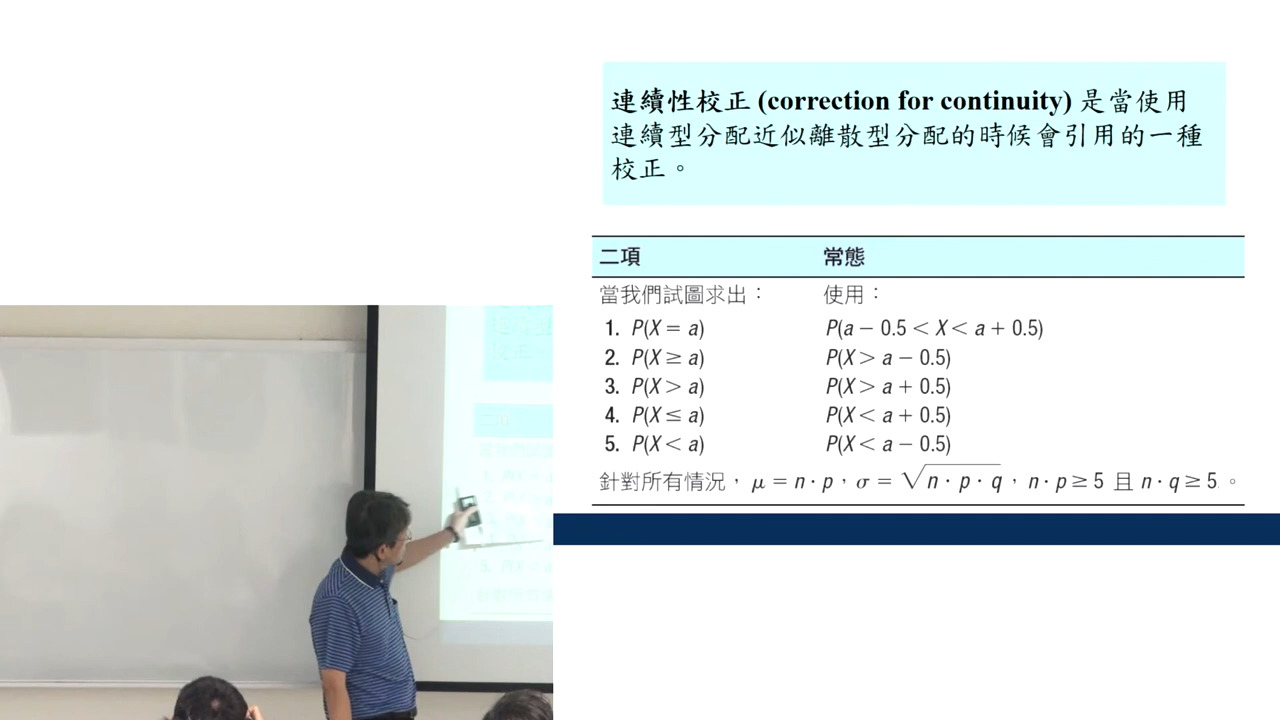 連續性校正 (correction for continuity) 是當使用
連續型分配近似離散型分配的時候會引用的一種
校正。
二項 常態
當我們試圖求出： 使用：
1. P(X = a) P(a − 0.5 < X < a + 0.5)
2. P(X ≥ a) P(X > a − 0.5)
3. P(X > a) P(X > a + 0.5)
4. P(X ≤ a) P(X < a + 0.5)
5. P(X < a) P(X < a − 0.5)
針對所有情況， μ = n · p，σ = √n · p · q，n · p ≥ 5 且 n · q ≥ 5。